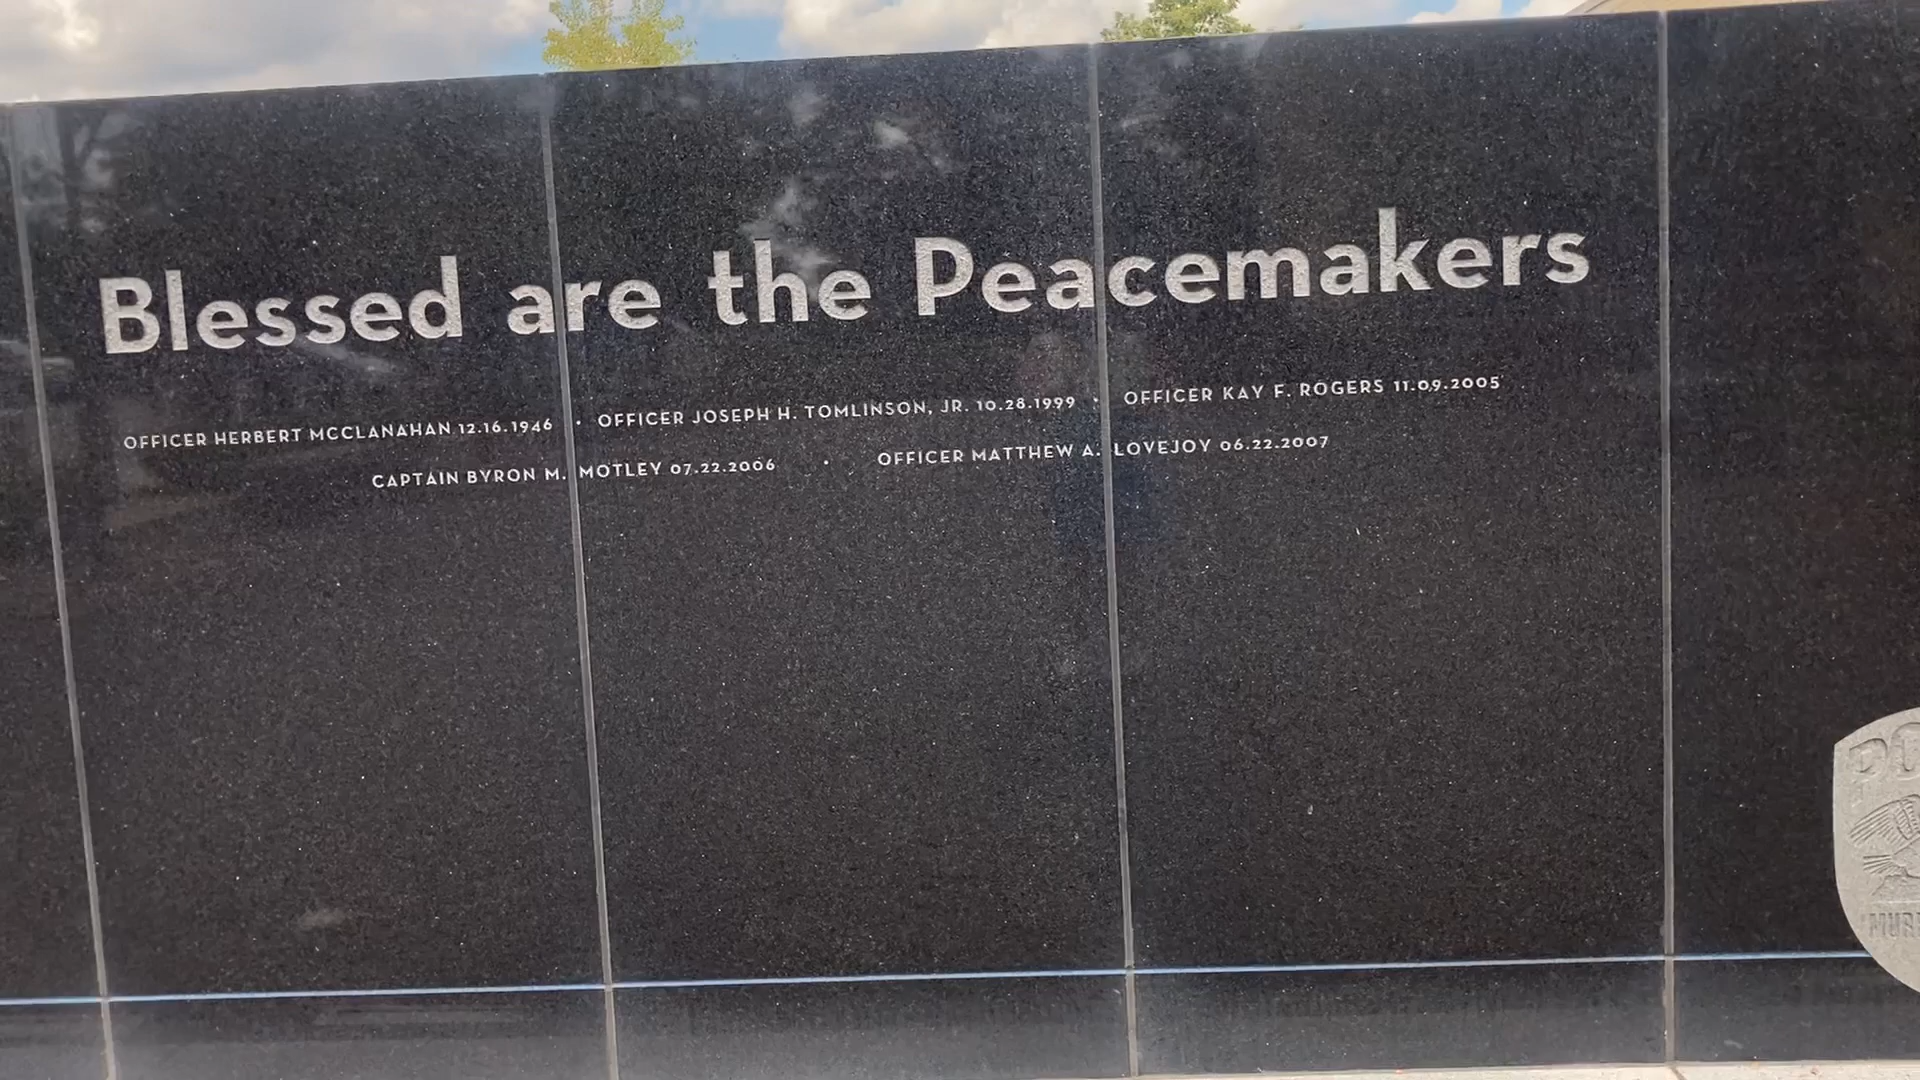 Blessed are the Peacemakers
OFFICER HERBERT MCCLANAHAN 12.16.1946 · OFFICER JOSEPH H. TOMLINSON, JR. 10.28.1999 · OFFICER KAY F. ROGERS 11.09.2005
CAPTAIN BYRON M. MOTLEY 07.22.2006 · OFFICER MATTHEW A. LOVEJOY 06.22.2007